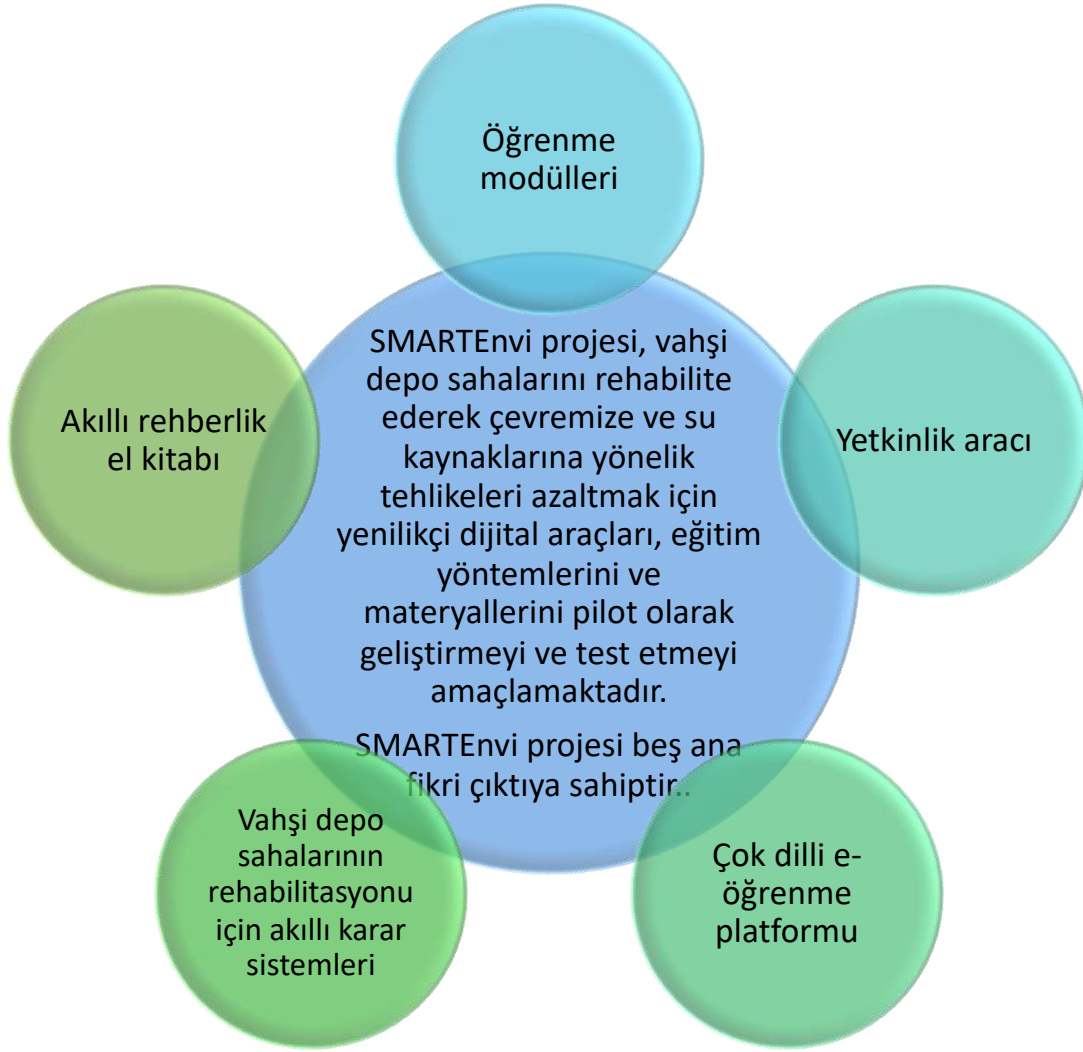 Öğrenme
modülleri
SMARTEnvi projesi, vahşi
depo sahalarını rehabilite
ederek çevremize ve su
kaynaklarına yönelik
tehlikeleri azaltmak için
yenilikçi dijital araçları, eğitim
yöntemlerini ve
materyallerini pilot olarak
geliştirmeyi ve test etmeyi
amaçlamaktadır.
SMARTEnvi projesi beş ana
fikri çıktıya sahiptir..
Yetkinlik aracı
Çok dilli e-
öğrenme
platformu
Vahşi depo
sahalarının
rehabilitasyonu
için akıllı karar
sistemleri
Akıllı rehberlik
el kitabı